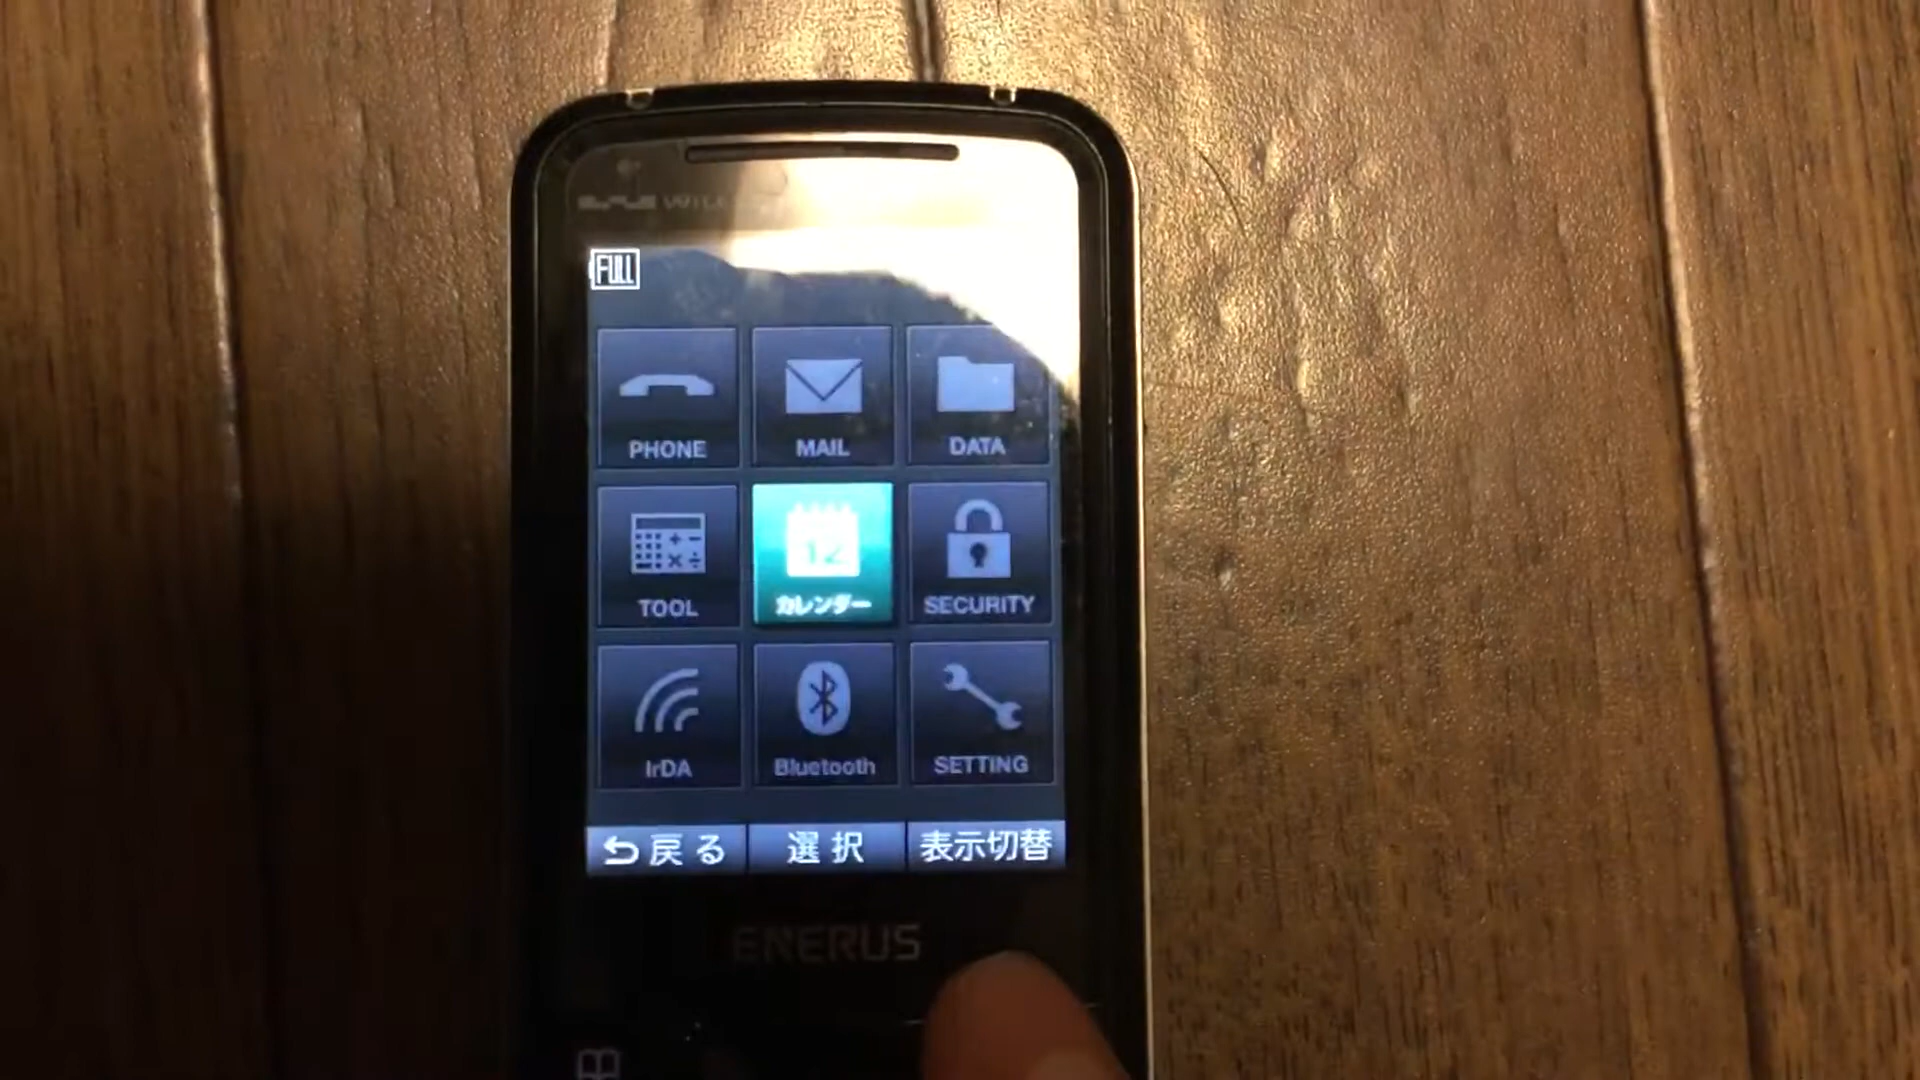 FULL
PHONE MAIL DATA
12
TOOL カレンダー SECURITY
IrDA Bluetooth SETTING
戻る 選択 表示切替
ENERUS